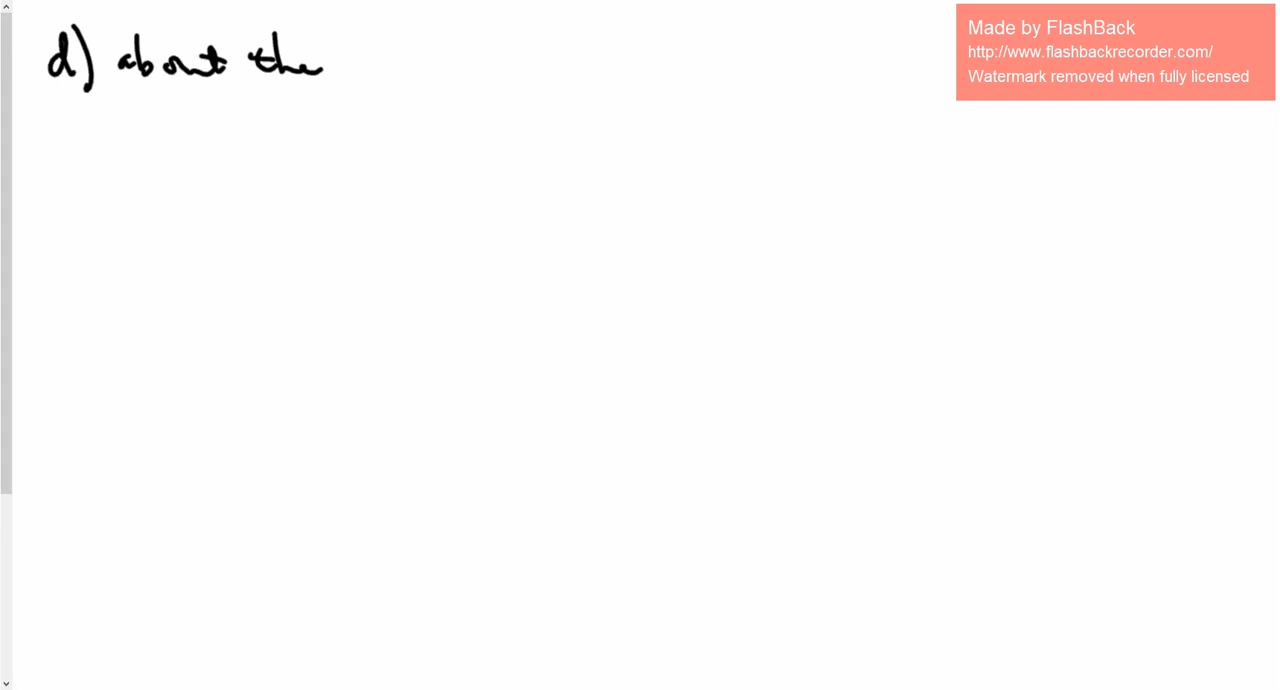 d) about the
Made by FlashBack
http://www.flashbackrecorder.com/
Watermark removed when fully licensed